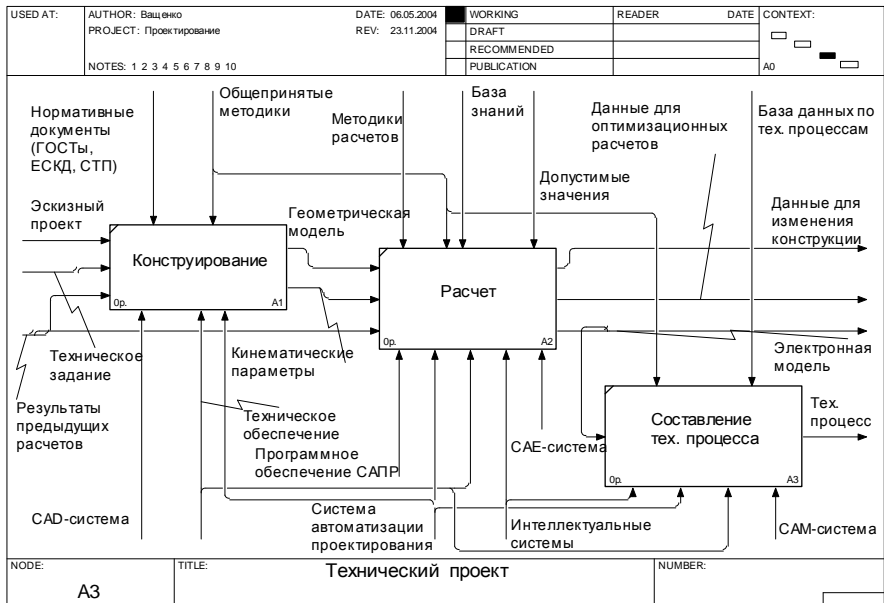 USED AT:
AUTHOR: Ващенко
DATE: 06.05.2004
PROJECT: Проектирование
REV: 23.11.2004
NOTES: 1 2 3 4 5 6 7 8 9 10
WORKING
DRAFT
RECOMMENDED
PUBLICATION
READER
DATE
CONTEXT:
A0
Нормативные
документы
(ГОСТы,
ЕСКД, СТП)
Общепринятые
методики
Методики
расчетов
База
знаний
Данные для
оптимизационных
расчетов
База данных по
тех. процессам
Эскизный
проект
Геометрическая
модель
Допустимые
значения
Данные для
изменения
конструкции
Конструирование
0р.
A1
Расчет
0р.
A2
Техническое
задание
Кинематические
параметры
Электронная
модель
Результаты
предыдущих
расчетов
Техническое
обеспечение
Программное
обеспечение САПР
CAE-система
Составление
тех. процесса
0р.
A3
Тех.
процесс
CAD-система
Система
автоматизации
проектирования
Интеллектуальные
системы
CAM-система
NODE:
A3
TITLE:
Технический проект
NUMBER: